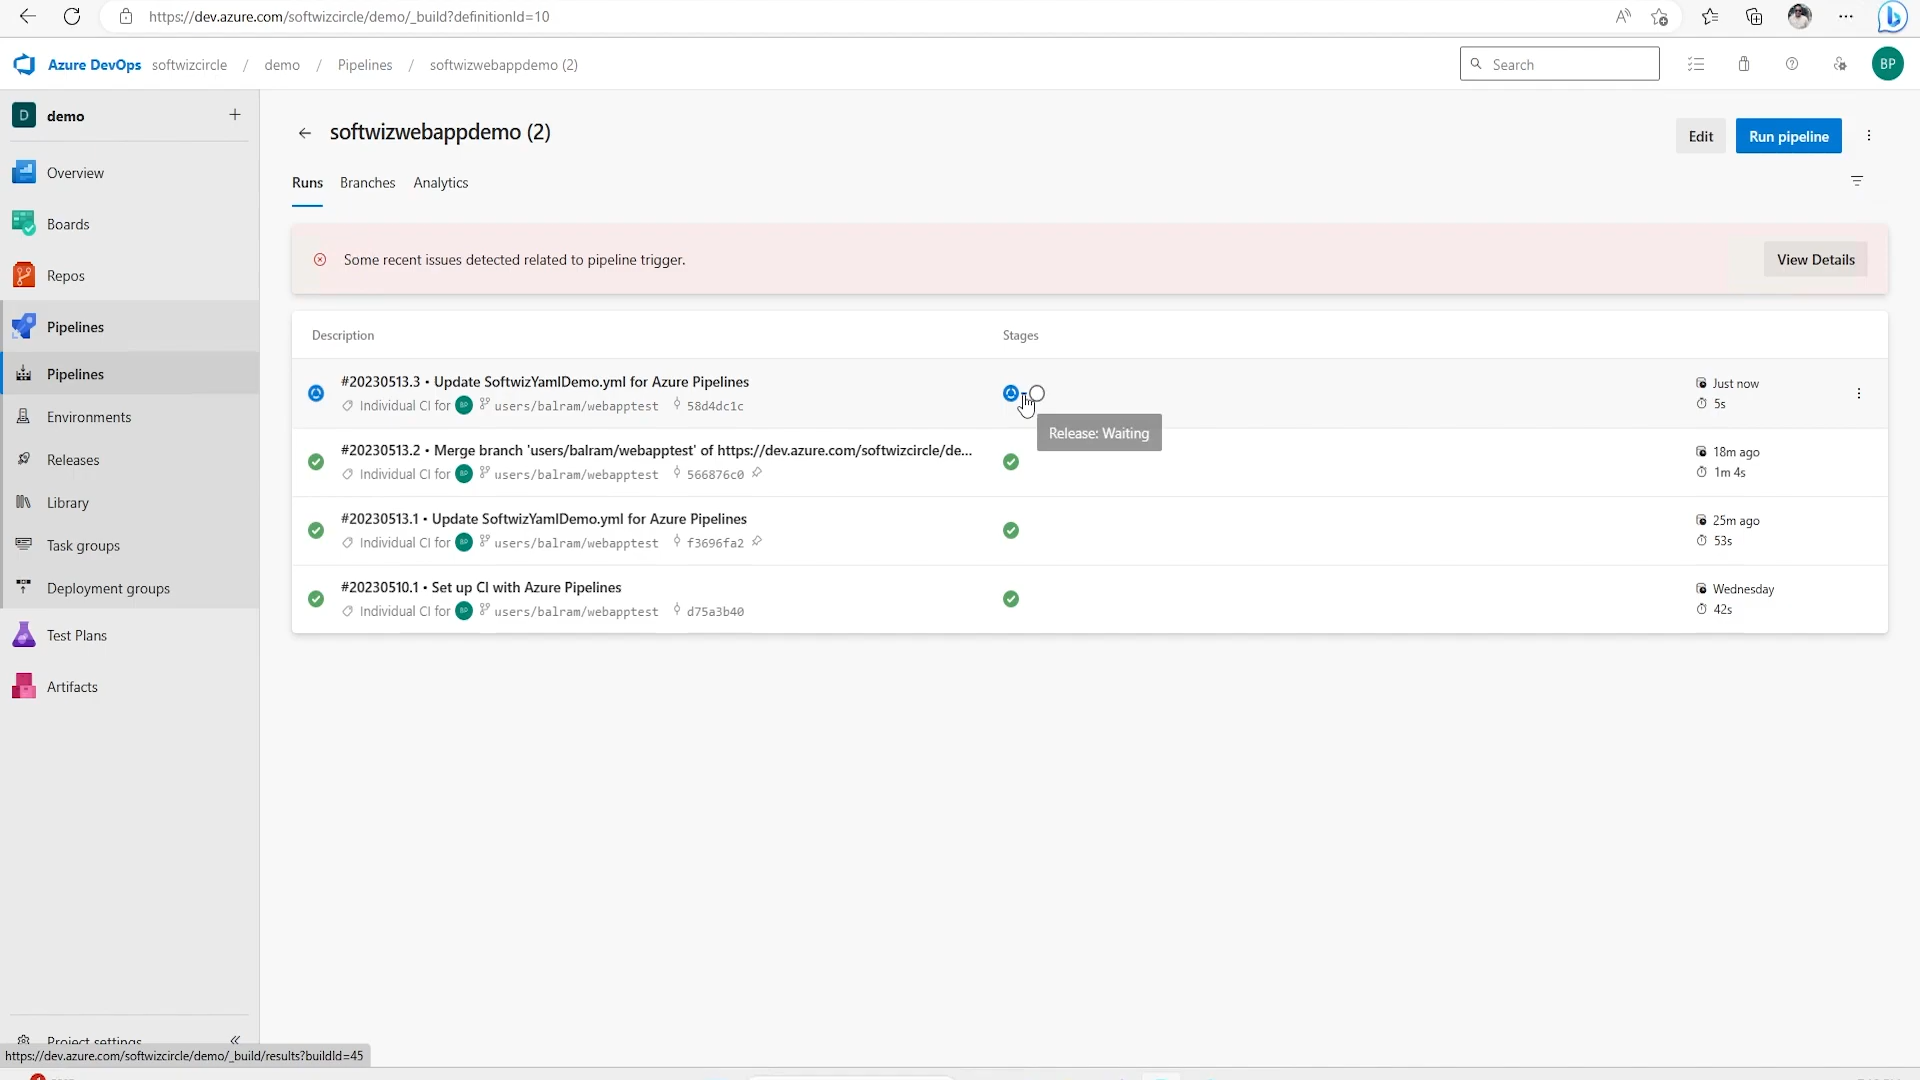 https://dev.azure.com/softwizcircle/demo/_build?definitionId=10
Azure DevOps softwizcircle / demo / Pipelines / softwizwebappdemo (2)
Search
BP
D demo
Overview
Boards
Repos
Pipelines
Pipelines
Environments
Releases
Library
Task groups
Deployment groups
Test Plans
Artifacts
Project settings
https://dev.azure.com/softwizcircle/demo/_build/results?buildId=45
softwizwebappdemo (2)
Edit
Run pipeline
Runs Branches Analytics
Some recent issues detected related to pipeline trigger.
View Details
Description Stages
#20230513.3 • Update SoftwizYamlDemo.yml for Azure Pipelines
Individual CI for BP users/balram/webapptest 58d4dc1c
Just now
5s
Release: Waiting
#20230513.2 • Merge branch 'users/balram/webapptest' of https://dev.azure.com/softwizcircle/de...
Individual CI for BP users/balram/webapptest 566876c0
18m ago
1m 4s
#20230513.1 • Update SoftwizYamlDemo.yml for Azure Pipelines
Individual CI for BP users/balram/webapptest f3696fa2
25m ago
53s
#20230510.1 • Set up CI with Azure Pipelines
Individual CI for BP users/balram/webapptest d75a3b40
Wednesday
42s